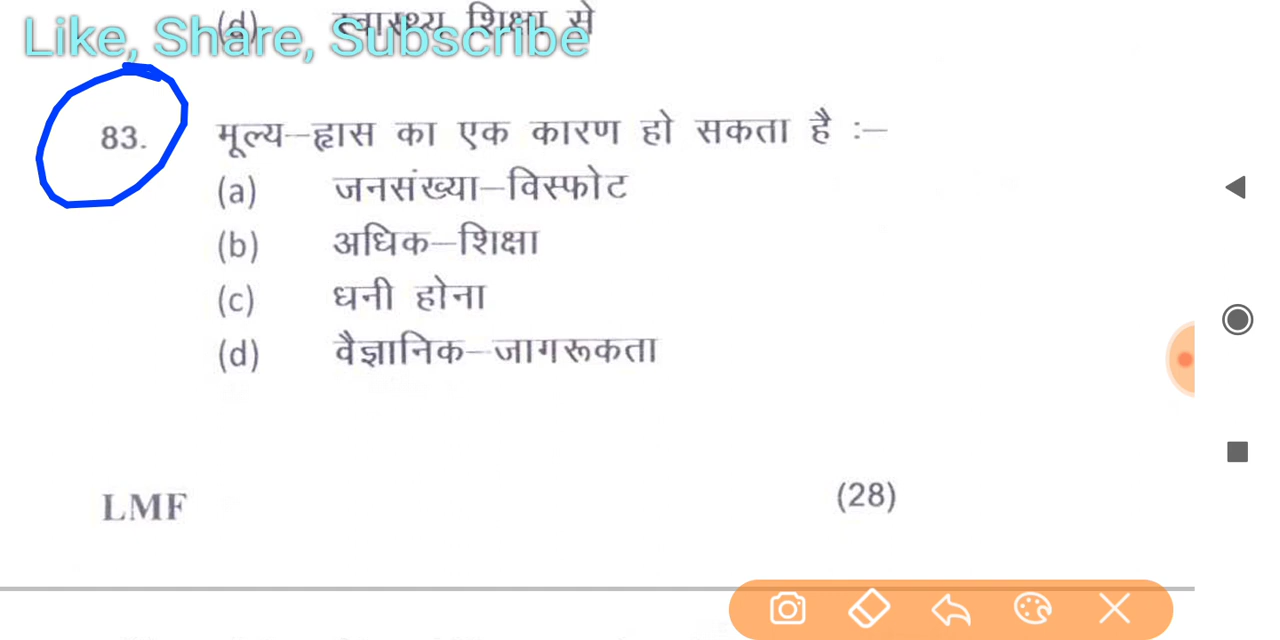 (d) स्वास्थ्य शिक्षा से
Like, Share, Subscribe
83. मूल्य–ह्रास का एक कारण हो सकता है :–
(a) जनसंख्या–विस्फोट
(b) अधिक–शिक्षा
(c) धनी होना
(d) वैज्ञानिक–जागरूकता
LMF (28)